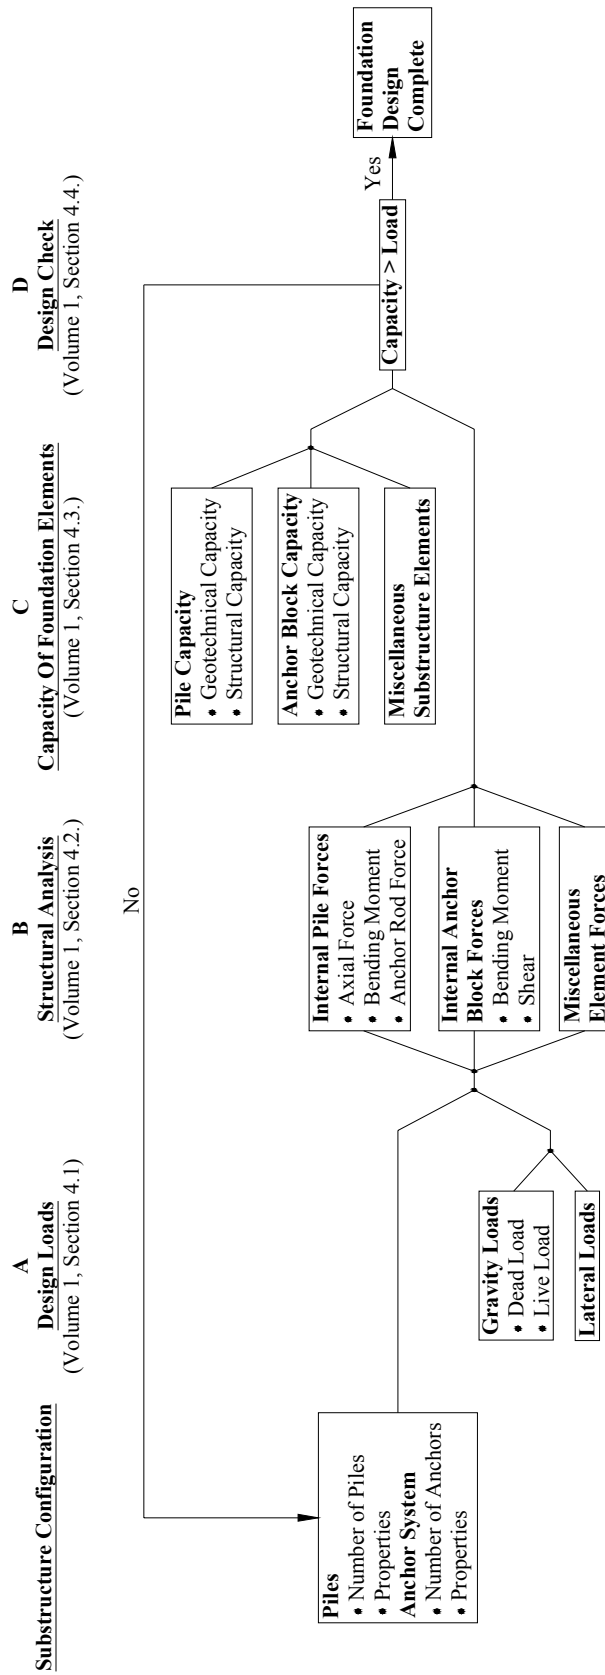 Substructure Configuration
Piles
• Number of Piles
• Properties
Anchor System
• Number of Anchors
• Properties
A
Design Loads
(Volume 1, Section 4.1)
Gravity Loads
• Dead Load
• Live Load
Lateral Loads
B
Structural Analysis
(Volume 1, Section 4.2.)
No
Internal Pile Forces
• Axial Force
• Bending Moment
• Anchor Rod Force
Internal Anchor
Block Forces
• Bending Moment
• Shear
Miscellaneous
Element Forces
C
Capacity Of Foundation Elements
(Volume 1, Section 4.3.)
Pile Capacity
• Geotechnical Capacity
• Structural Capacity
Anchor Block Capacity
• Geotechnical Capacity
• Structural Capacity
Miscellaneous
Substructure Elements
D
Design Check
(Volume 1, Section 4.4.)
Capacity > Load
Yes
Foundation
Design
Complete